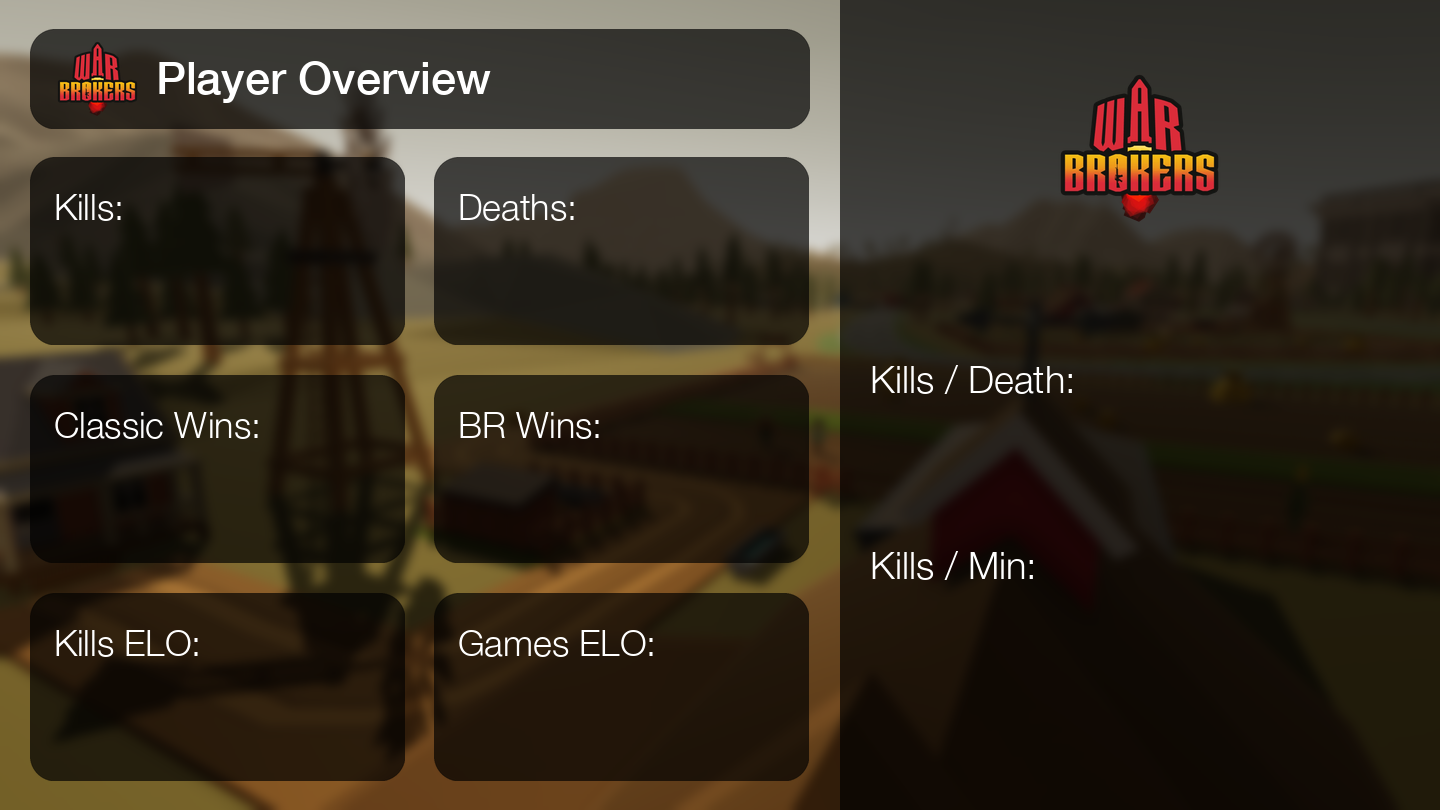 WAR
BROKERS
Player Overview
Kills:
Deaths:
Classic Wins:
BR Wins:
Kills ELO:
Games ELO:
WAR
BROKERS
Kills / Death:
Kills / Min: